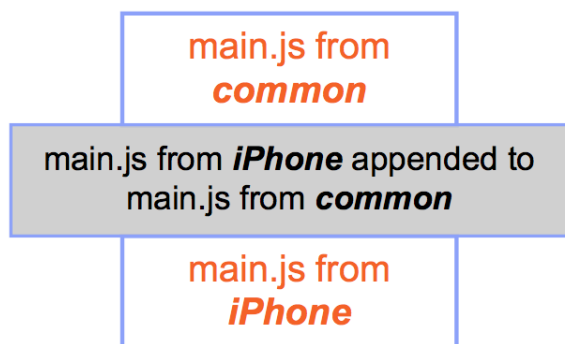 main.js from
common
main.js from iPhone appended to
main.js from common
main.js from
iPhone